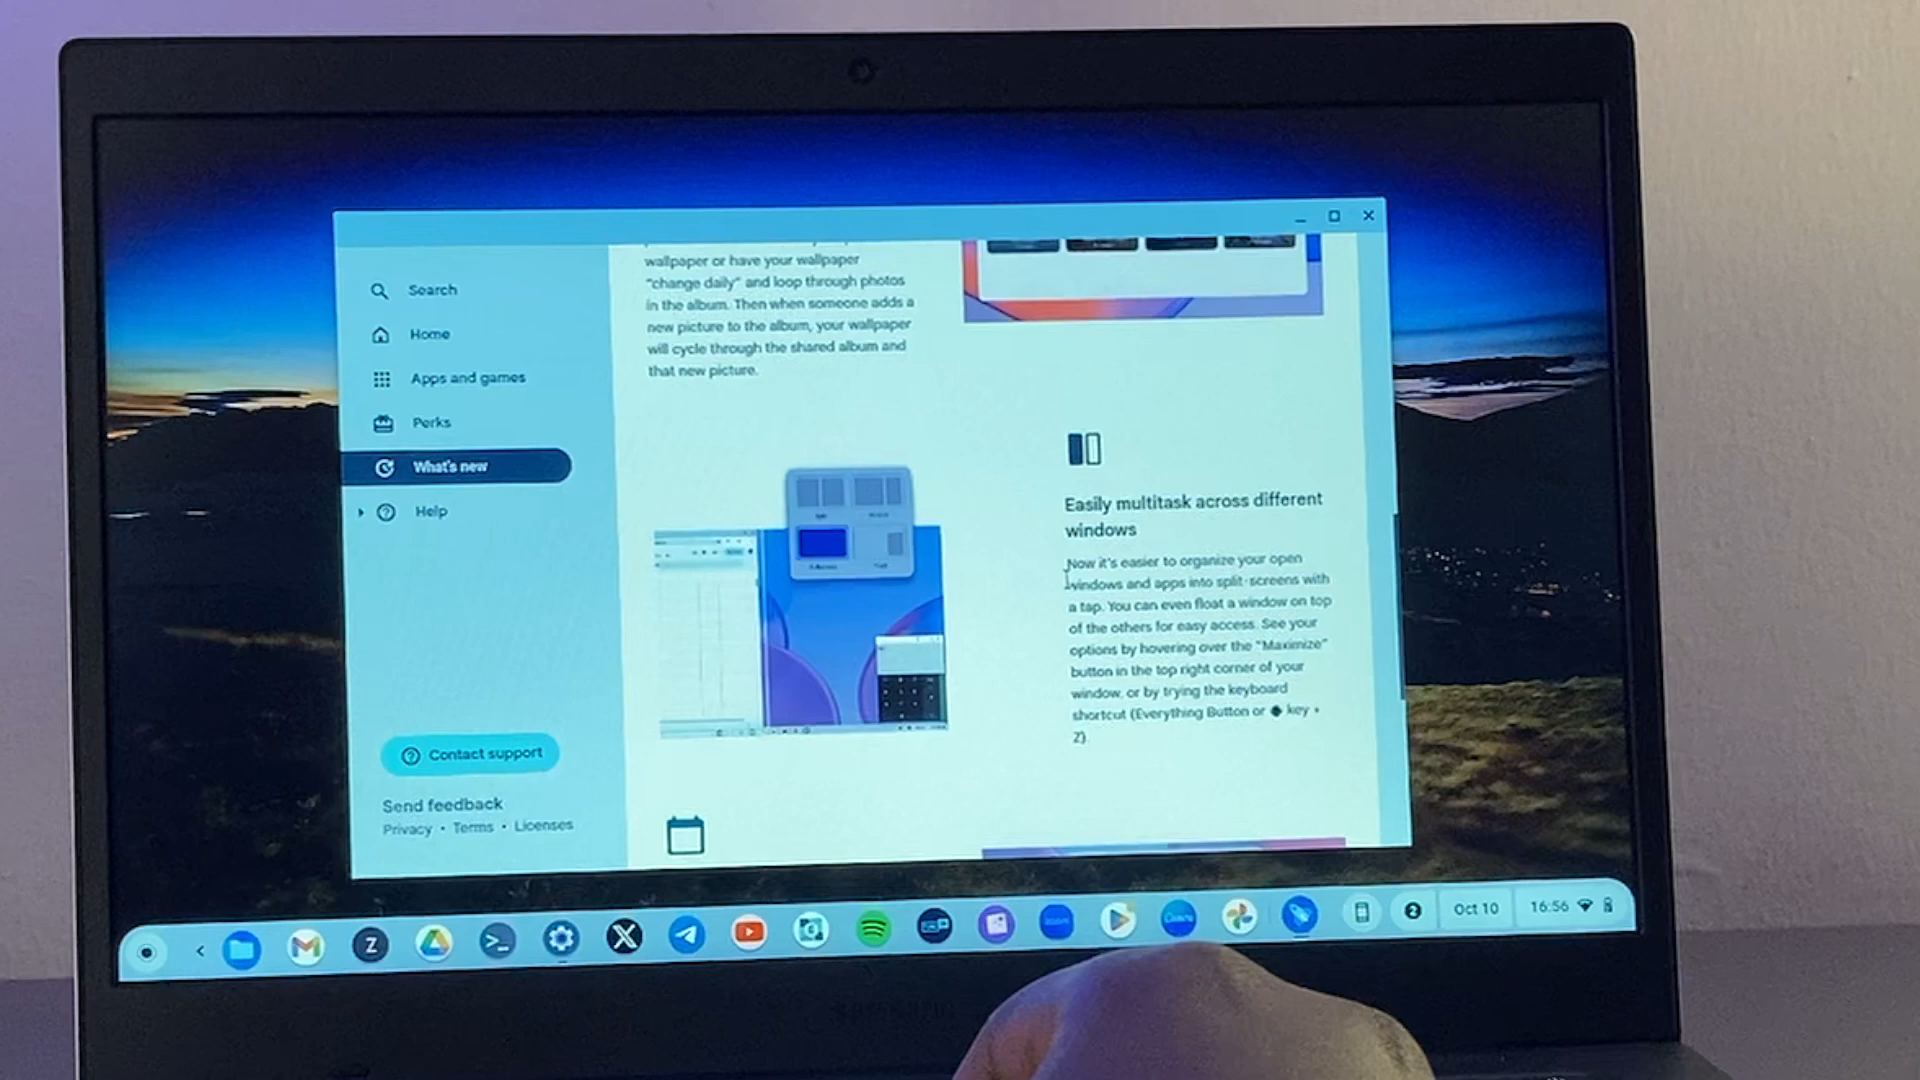 wallpaper or have your wallpaper
"change daily" and loop through photos
in the album. Then when someone adds a
new picture to the album, your wallpaper
will cycle through the shared album and
that new picture.
Search
Home
Apps and games
Perks
What's new
Help
Easily multitask across different
windows
Now it's easier to organize your open
windows and apps into split-screens with
a tap. You can even float a window on top
of the others for easy access. See your
options by hovering over the "Maximize"
button in the top right corner of your
window, or by trying the keyboard
shortcut (Everything Button or key +
Z).
Contact support
Send feedback
Privacy • Terms • Licenses
Z
zoom
Canva
2
Oct 10
16:56
SAMSUNG